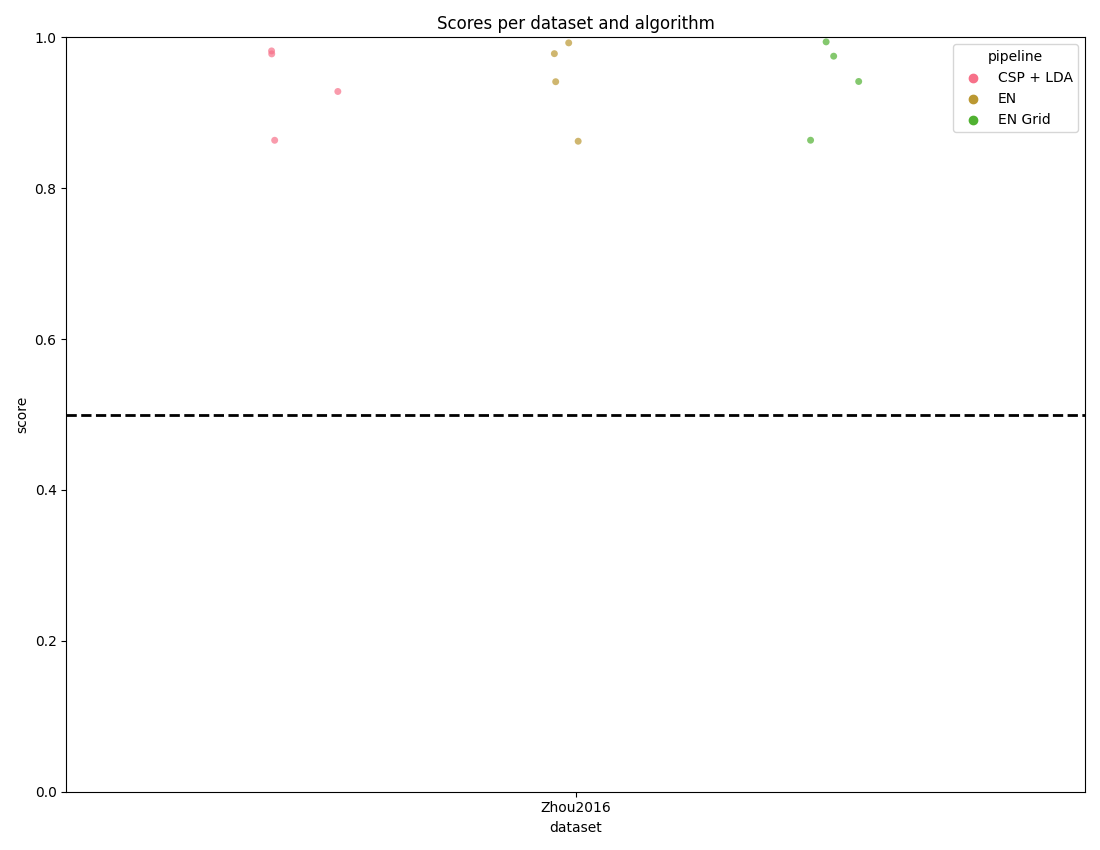 Scores per dataset and algorithm
1.0
0.8
0.6
0.4
0.2
0.0
score
pipeline
CSP + LDA
EN
EN Grid
Zhou2016
dataset